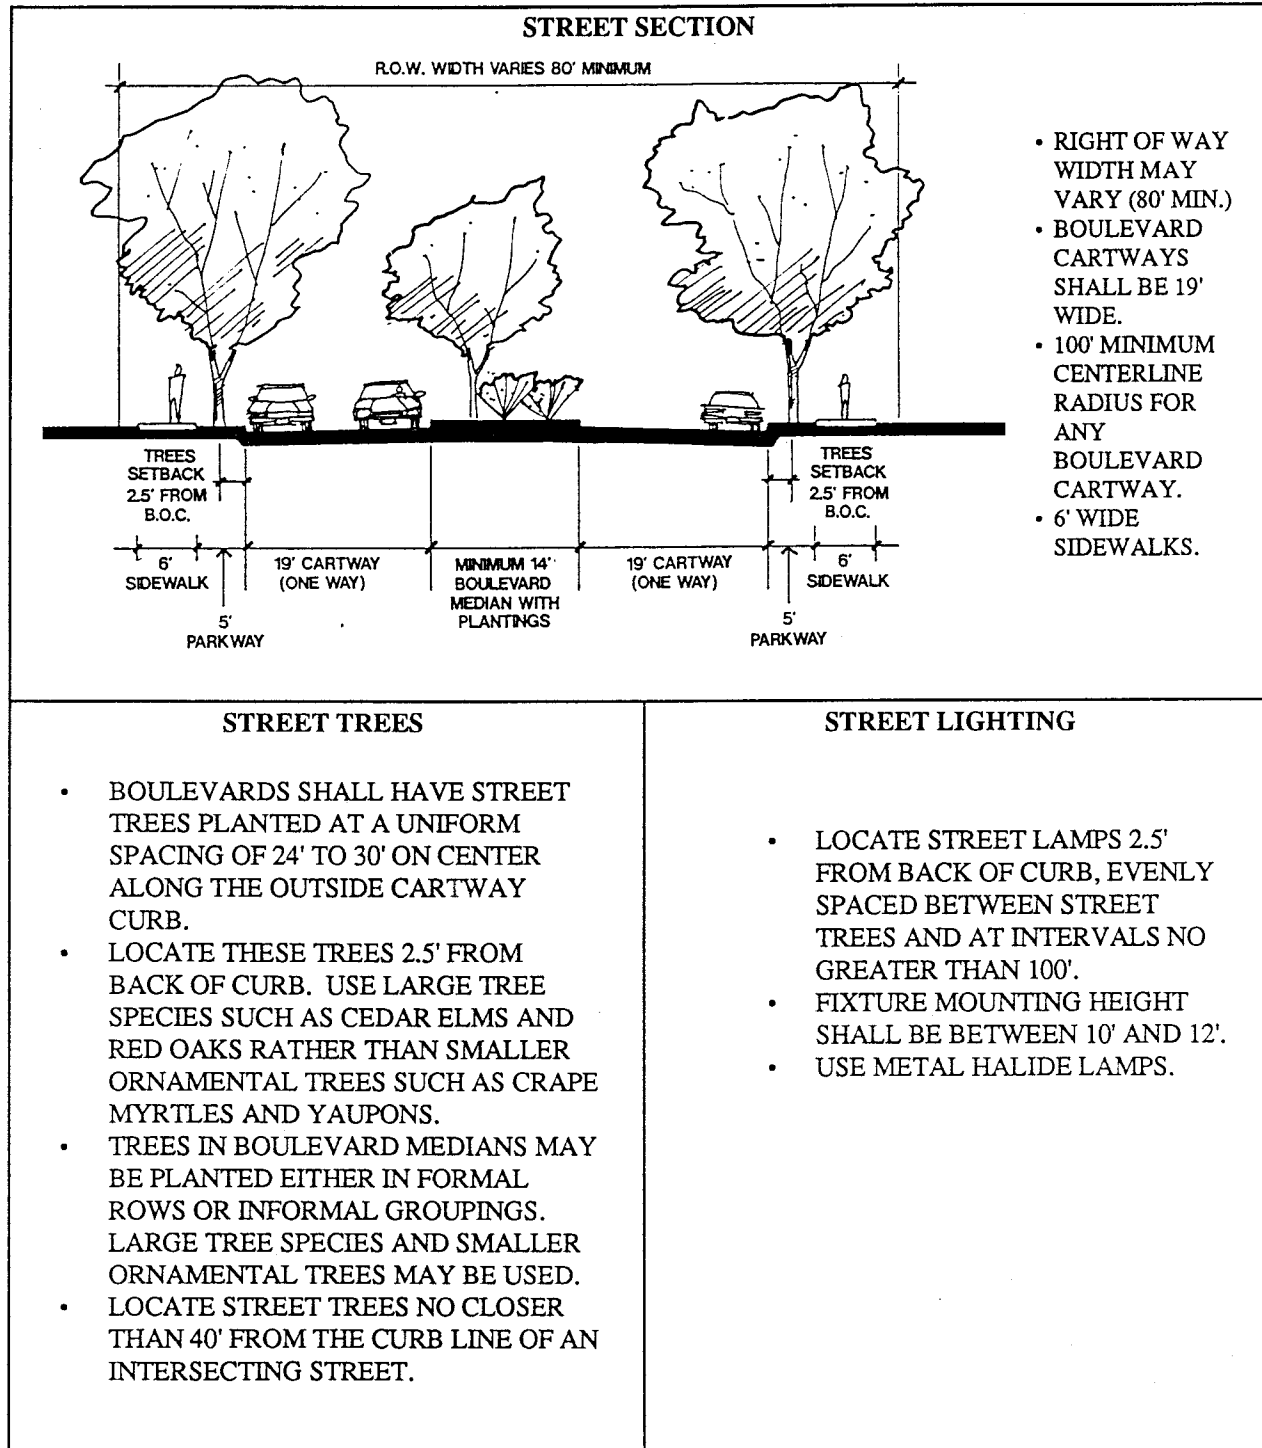 STREET SECTION
R.O.W. WIDTH VARIES 80' MINIMUM
• RIGHT OF WAY
WIDTH MAY
VARY (80' MIN.)
• BOULEVARD
CARTWAYS
SHALL BE 19'
WIDE.
• 100' MINIMUM
CENTERLINE
RADIUS FOR
ANY
BOULEVARD
CARTWAY.
• 6' WIDE
SIDEWALKS.
TREES
SETBACK
2.5' FROM
B.O.C.
TREES
SETBACK
2.5' FROM
B.O.C.
6'
SIDEWALK
5'
PARKWAY
19' CARTWAY
(ONE WAY)
MINIMUM 14'
BOULEVARD
MEDIAN WITH
PLANTINGS
19' CARTWAY
(ONE WAY)
5'
PARKWAY
6'
SIDEWALK
STREET TREES
• BOULEVARDS SHALL HAVE STREET
TREES PLANTED AT A UNIFORM
SPACING OF 24' TO 30' ON CENTER
ALONG THE OUTSIDE CARTWAY
CURB.
• LOCATE THESE TREES 2.5' FROM
BACK OF CURB. USE LARGE TREE
SPECIES SUCH AS CEDAR ELMS AND
RED OAKS RATHER THAN SMALLER
ORNAMENTAL TREES SUCH AS CRAPE
MYRTLES AND YAUPONS.
• TREES IN BOULEVARD MEDIANS MAY
BE PLANTED EITHER IN FORMAL
ROWS OR INFORMAL GROUPINGS.
LARGE TREE SPECIES AND SMALLER
ORNAMENTAL TREES MAY BE USED.
• LOCATE STREET TREES NO CLOSER
THAN 40' FROM THE CURB LINE OF AN
INTERSECTING STREET.
STREET LIGHTING
• LOCATE STREET LAMPS 2.5'
FROM BACK OF CURB, EVENLY
SPACED BETWEEN STREET
TREES AND AT INTERVALS NO
GREATER THAN 100'.
• FIXTURE MOUNTING HEIGHT
SHALL BE BETWEEN 10' AND 12'.
• USE METAL HALIDE LAMPS.